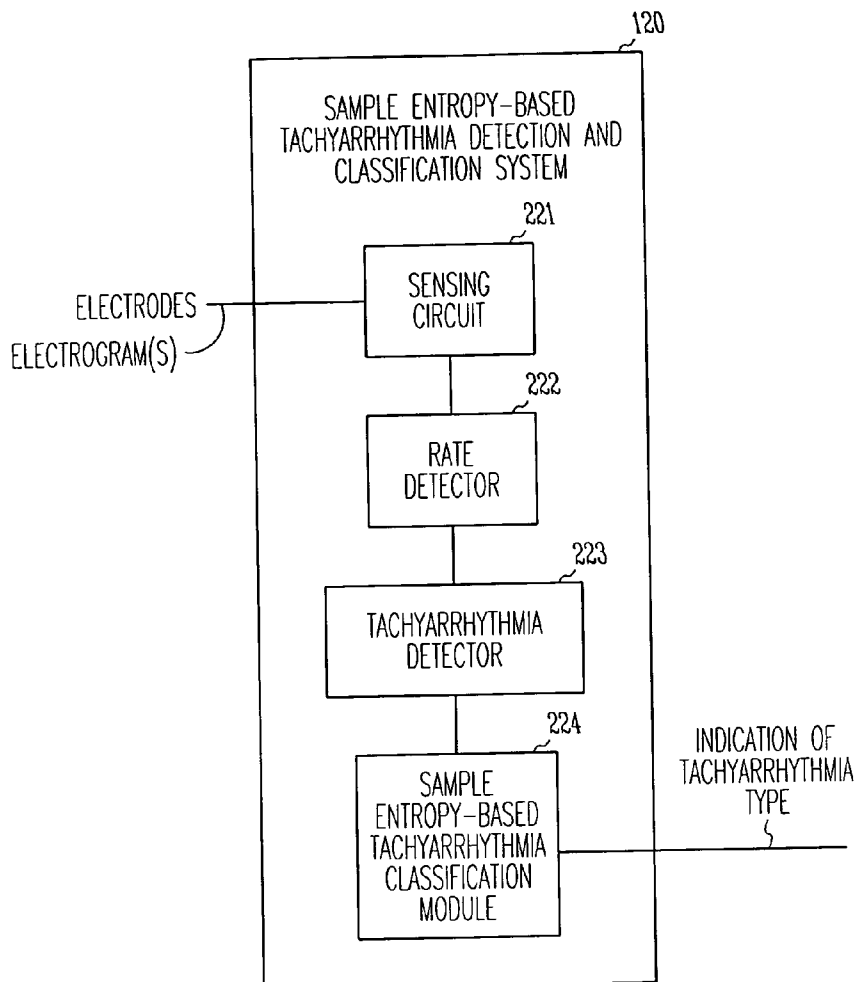 120
SAMPLE ENTROPY-BASED
TACHYARRHYTHMIA DETECTION AND
CLASSIFICATION SYSTEM
221
SENSING
CIRCUIT
ELECTRODES
ELECTROGRAM(S)
222
RATE
DETECTOR
223
TACHYARRHYTHMIA
DETECTOR
224
SAMPLE
ENTROPY-BASED
TACHYARRHYTHMIA
CLASSIFICATION
MODULE
INDICATION OF
TACHYARRHYTHMIA
TYPE